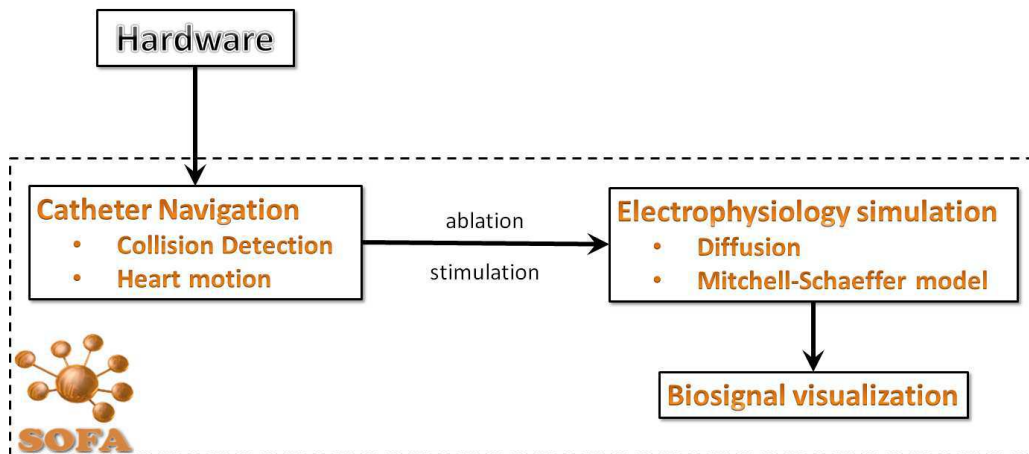 Hardware
Catheter Navigation
• Collision Detection
• Heart motion
ablation
stimulation
Electrophysiology simulation
• Diffusion
• Mitchell-Schaeffer model
Biosignal visualization
SOFA